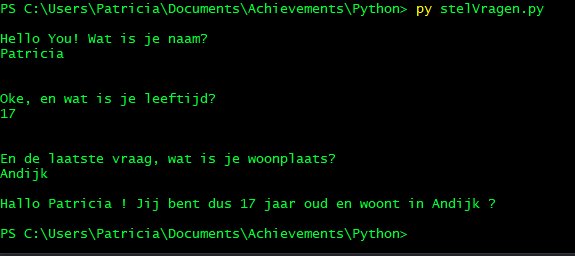 PS C:\Users\Patricia\Documents\Achievements\Python> py stelVragen.py
Hello You! Wat is je naam?
Patricia
Oke, en wat is je leeftijd?
17
En de laatste vraag, wat is je woonplaats?
Andijk
Hallo Patricia ! Jij bent dus 17 jaar oud en woont in Andijk ?
PS C:\Users\Patricia\Documents\Achievements\Python>